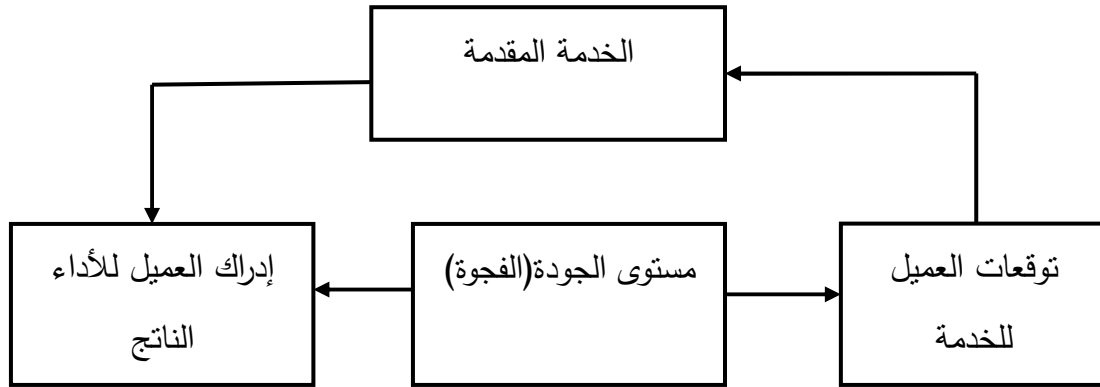 الخدمة المقدمة
توقعات العميل
للخدمة
مستوى الجودة(الفجوة)
إدراك العميل للأداء
الناتج